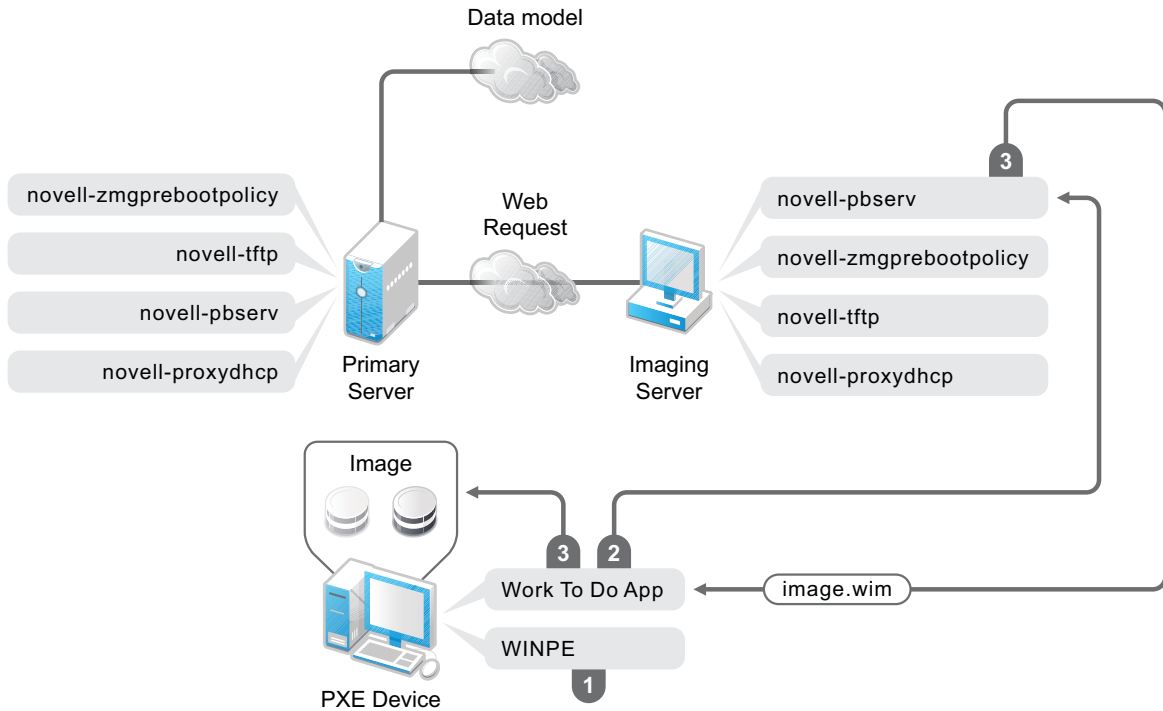 Data model
3
novell-zmgprebootpolicy
novell-tftp
novell-pbserv
novell-proxydhcp
Web
Request
novell-pbserv
novell-zmgprebootpolicy
novell-tftp
novell-proxydhcp
Primary
Server
Imaging
Server
Image
3
2
Work To Do App
image.wim
WINPE
1
PXE Device